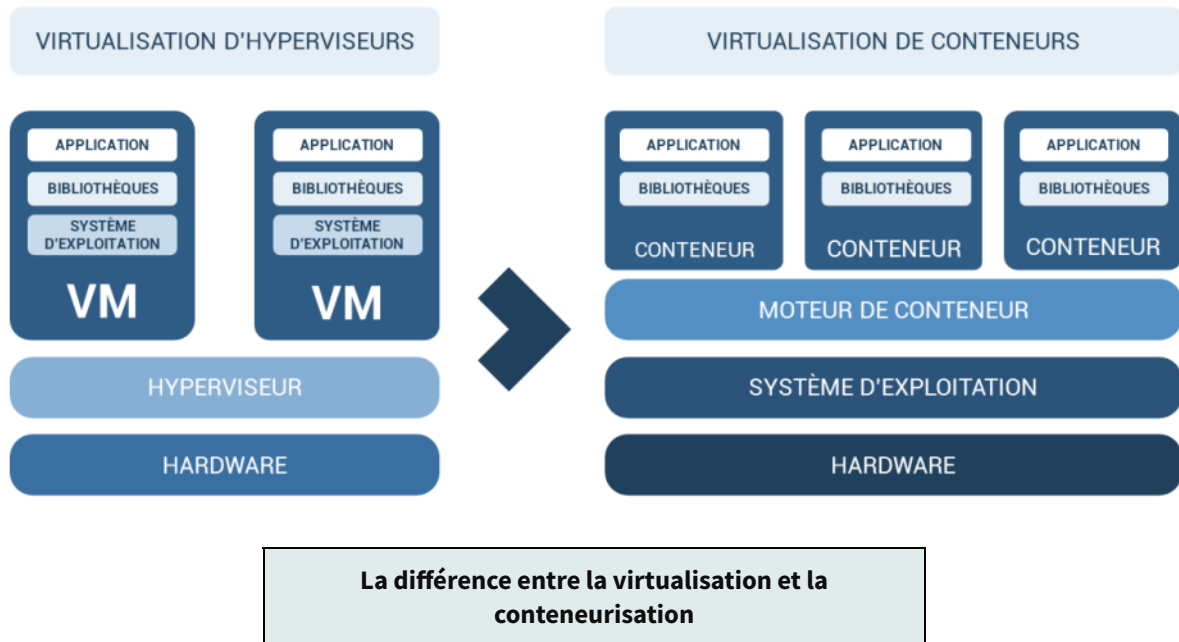 VIRTUALISATION D'HYPERVISEURS
APPLICATION
BIBLIOTHÈQUES
SYSTÈME
D'EXPLOITATION
VM
APPLICATION
BIBLIOTHÈQUES
SYSTÈME
D'EXPLOITATION
VM
HYPERVISEUR
HARDWARE
VIRTUALISATION DE CONTENEURS
APPLICATION
BIBLIOTHÈQUES
CONTENEUR
APPLICATION
BIBLIOTHÈQUES
CONTENEUR
APPLICATION
BIBLIOTHÈQUES
CONTENEUR
MOTEUR DE CONTENEUR
SYSTÈME D'EXPLOITATION
HARDWARE
La différence entre la virtualisation et la
conteneurisation